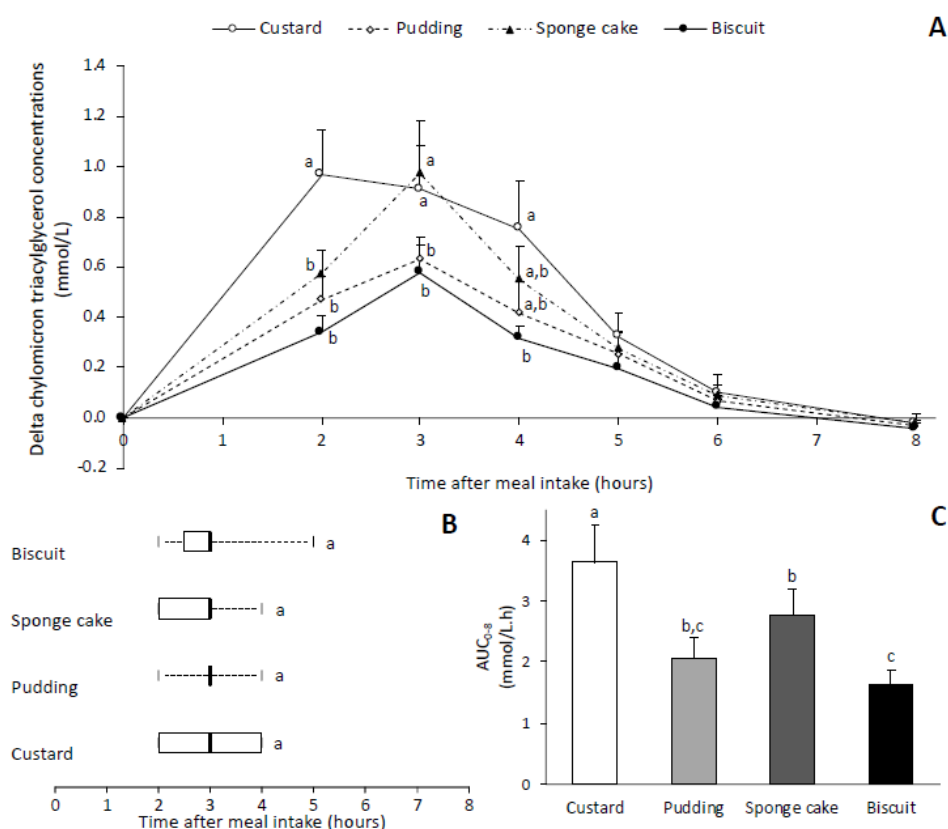 Custard Pudding Sponge cake Biscuit A
Delta chylomicron triacylglycerol concentrations
(mmol/L)
1.4
1.2
1.0
0.8
0.6
0.4
0.2
0.0
-0.2
a a
a a
b b a,b
b b a,b
b b
0 1 2 3 4 5 6 7 8
Time after meal intake (hours)
B
Biscuit a
Sponge cake a
Pudding a
Custard a
0 1 2 3 4 5 6 7 8
Time after meal intake (hours)
C
AUC0-8
(mmol/L.h)
4
3
2
1
0
a
b,c
b
c
Custard Pudding Sponge cake Biscuit